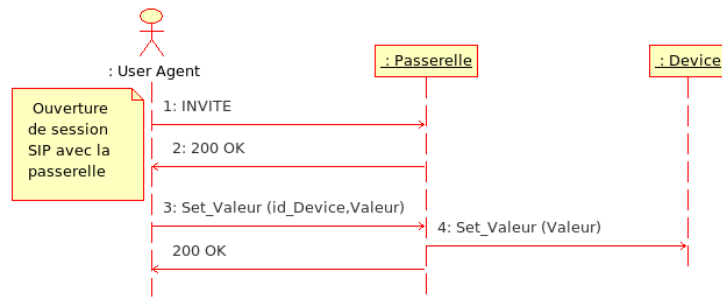 : User Agent
: Passerelle
: Device
Ouverture
de session
SIP avec la
passerelle
1: INVITE
2: 200 OK
3: Set_Valeur (id_Device,Valeur)
4: Set_Valeur (Valeur)
200 OK